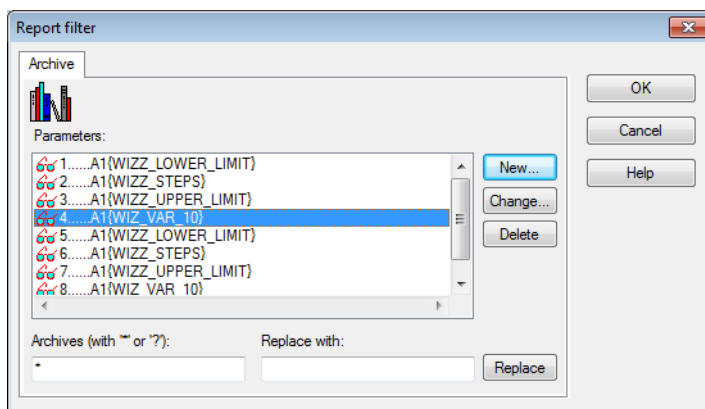 Report filter
Archive
OK
Cancel
Help
Parameters:
1......A1{WIZZ_LOWER_LIMIT}
2......A1{WIZZ_STEPS}
3......A1{WIZZ_UPPER_LIMIT}
4......A1{WIZ_VAR_10}
5......A1{WIZZ_LOWER_LIMIT}
6......A1{WIZZ_STEPS}
7......A1{WIZZ_UPPER_LIMIT}
8......A1{WIZ_VAR_10}
New...
Change...
Delete
Archives (with '*' or '?'):
Replace with:
*
Replace